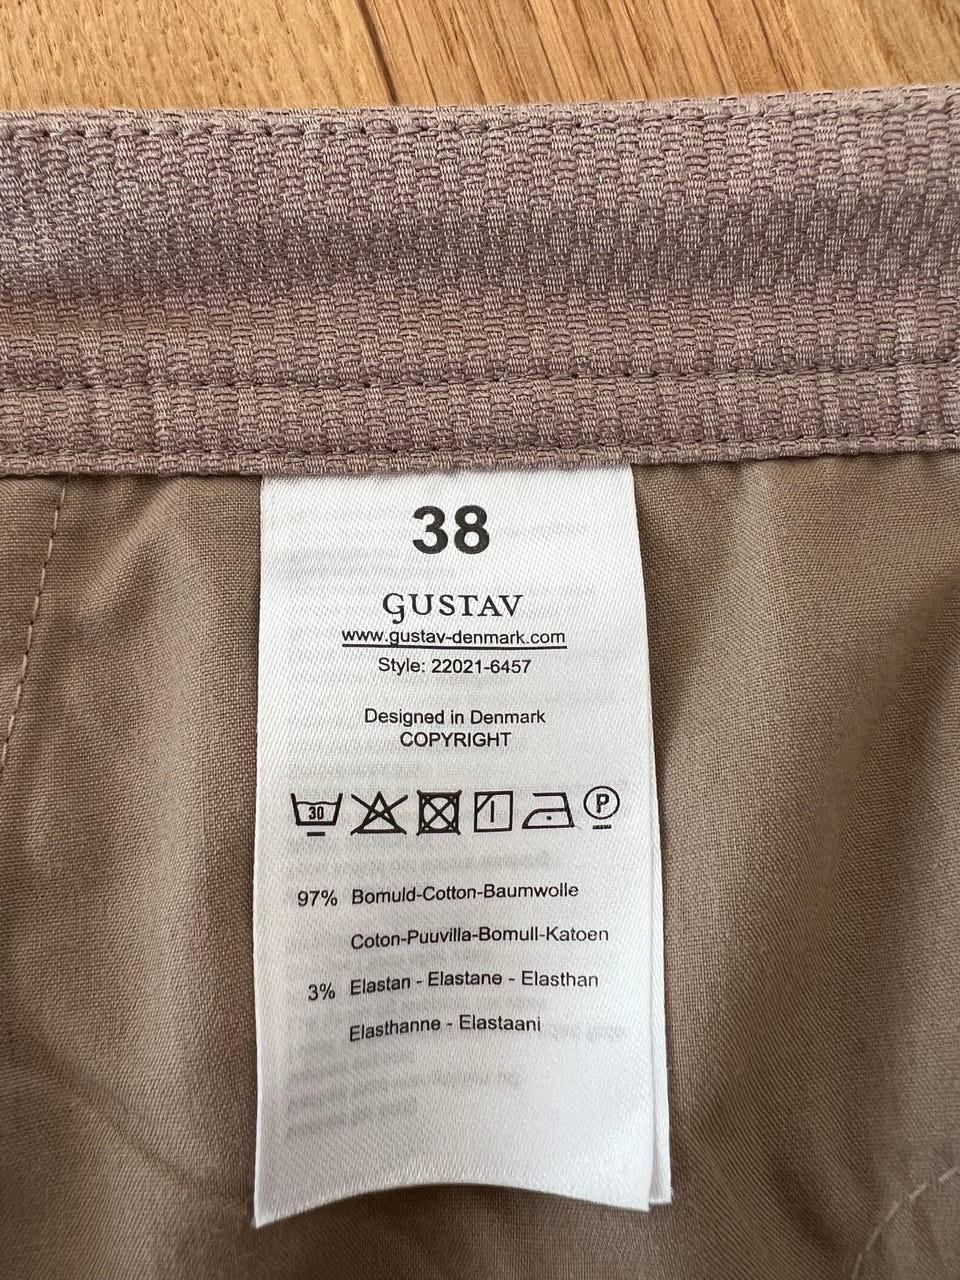 38
GUSTAV
www.gustav-denmark.com
Style: 22021-6457
Designed in Denmark
COPYRIGHT
30 P
97% Bomuld-Cotton-Baumwolle
Coton-Puuvilla-Bomull-Katoen
3% Elastan - Elastane - Elasthan
Elasthanne - Elastaani